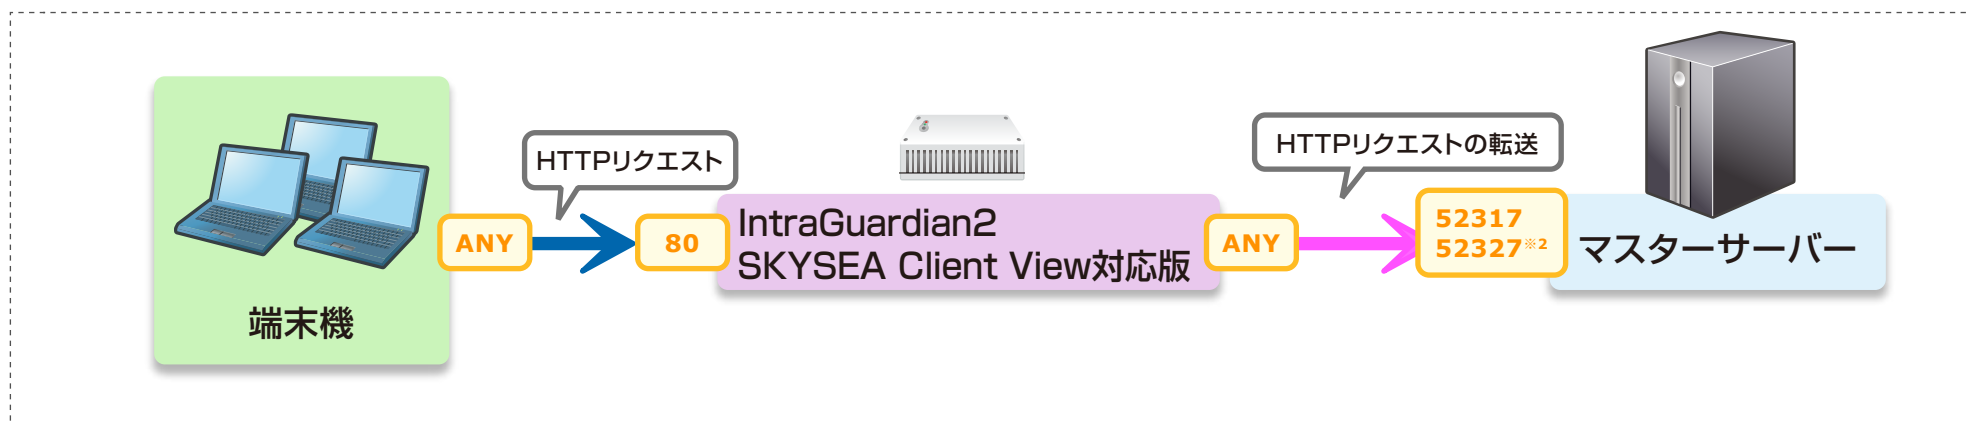 HTTPリクエスト
HTTPリクエストの転送
ANY
80
IntraGuardian2
SKYSEA Client View対応版
ANY
52317
52327※2
マスターサーバー
端末機